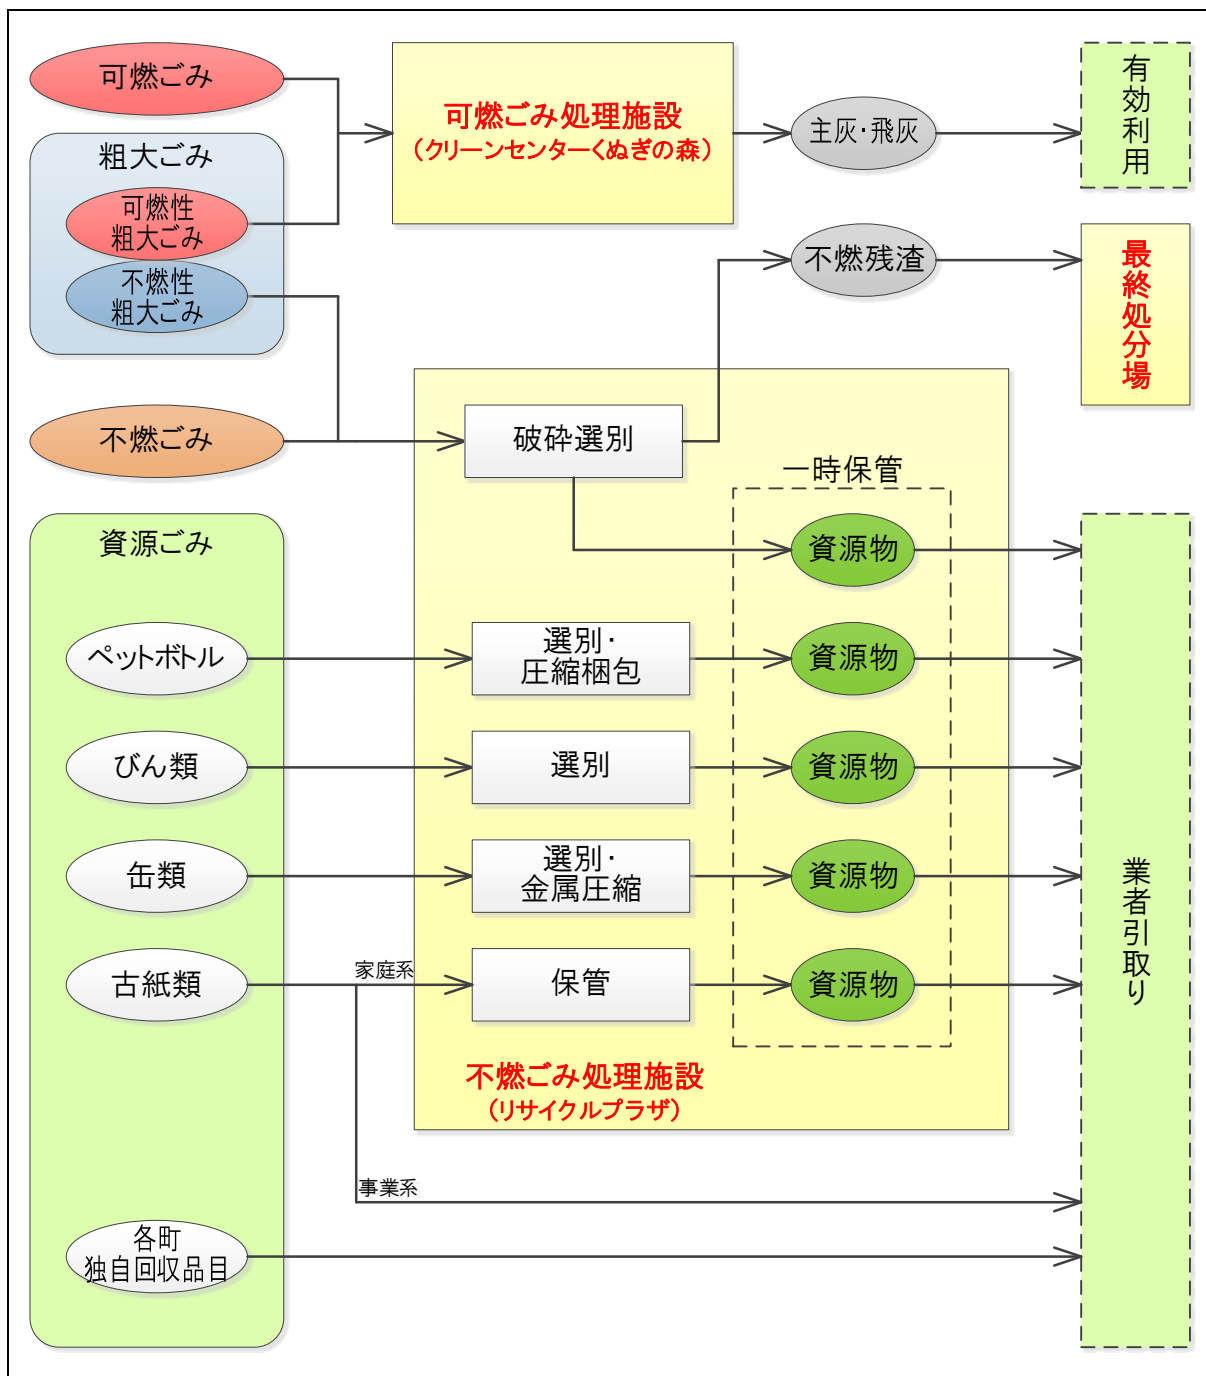 可燃ごみ
粗大ごみ
可燃性
粗大ごみ
不燃性
粗大ごみ
不燃ごみ
可燃ごみ処理施設
（クリーンセンターくぬぎの森）
主灰・飛灰
有効利用
不燃残渣
最終処分場
破砕選別
一時保管
資源物
資源ごみ
ペットボトル
選別・
圧縮梱包
資源物
びん類
選別
資源物
缶類
選別・
金属圧縮
資源物
古紙類
家庭系
保管
資源物
業者引取り
不燃ごみ処理施設
（リサイクルプラザ）
事業系
各町
独自回収品目